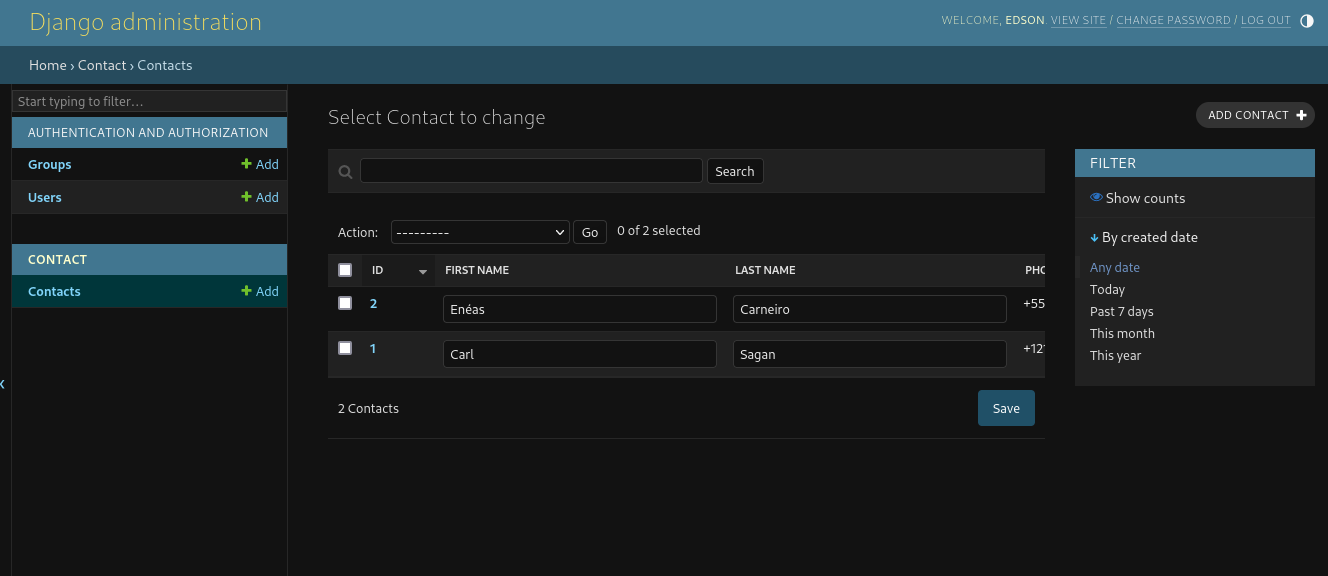 Django administration
WELCOME, EDSON. VIEW SITE / CHANGE PASSWORD / LOG OUT
Home › Contact › Contacts
Start typing to filter...
AUTHENTICATION AND AUTHORIZATION
Groups + Add
Users + Add
CONTACT
Contacts + Add
Select Contact to change
ADD CONTACT +
Search
Action: --------- Go 0 of 2 selected
ID FIRST NAME LAST NAME PHO
2 Enéas Carneiro +55
1 Carl Sagan +121
2 Contacts Save
FILTER
Show counts
By created date
Any date
Today
Past 7 days
This month
This year